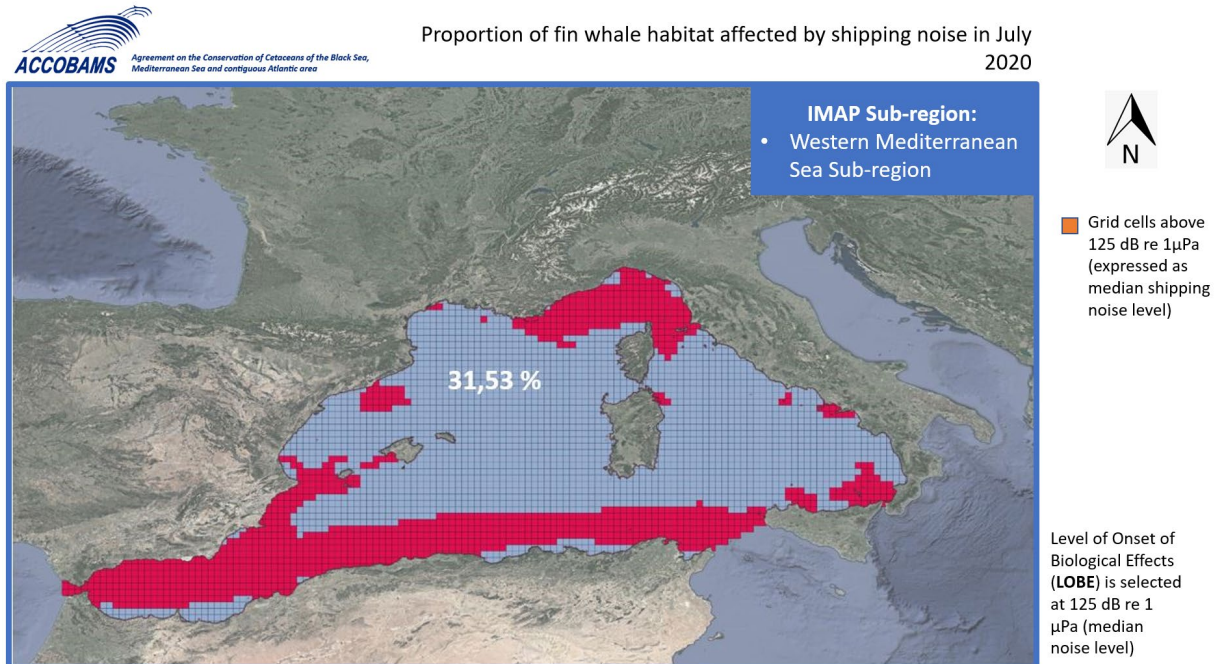 ACCOBAMS
Agreement on the Conservation of Cetaceans of the Black Sea,
Mediterranean Sea and contiguous Atlantic area
Proportion of fin whale habitat affected by shipping noise in July
2020
IMAP Sub-region:
• Western Mediterranean
Sea Sub-region
N
Grid cells above
125 dB re 1µPa
(expressed as
median shipping
noise level)
31,53 %
Level of Onset of
Biological Effects
(LOBE) is selected
at 125 dB re 1
µPa (median
noise level)